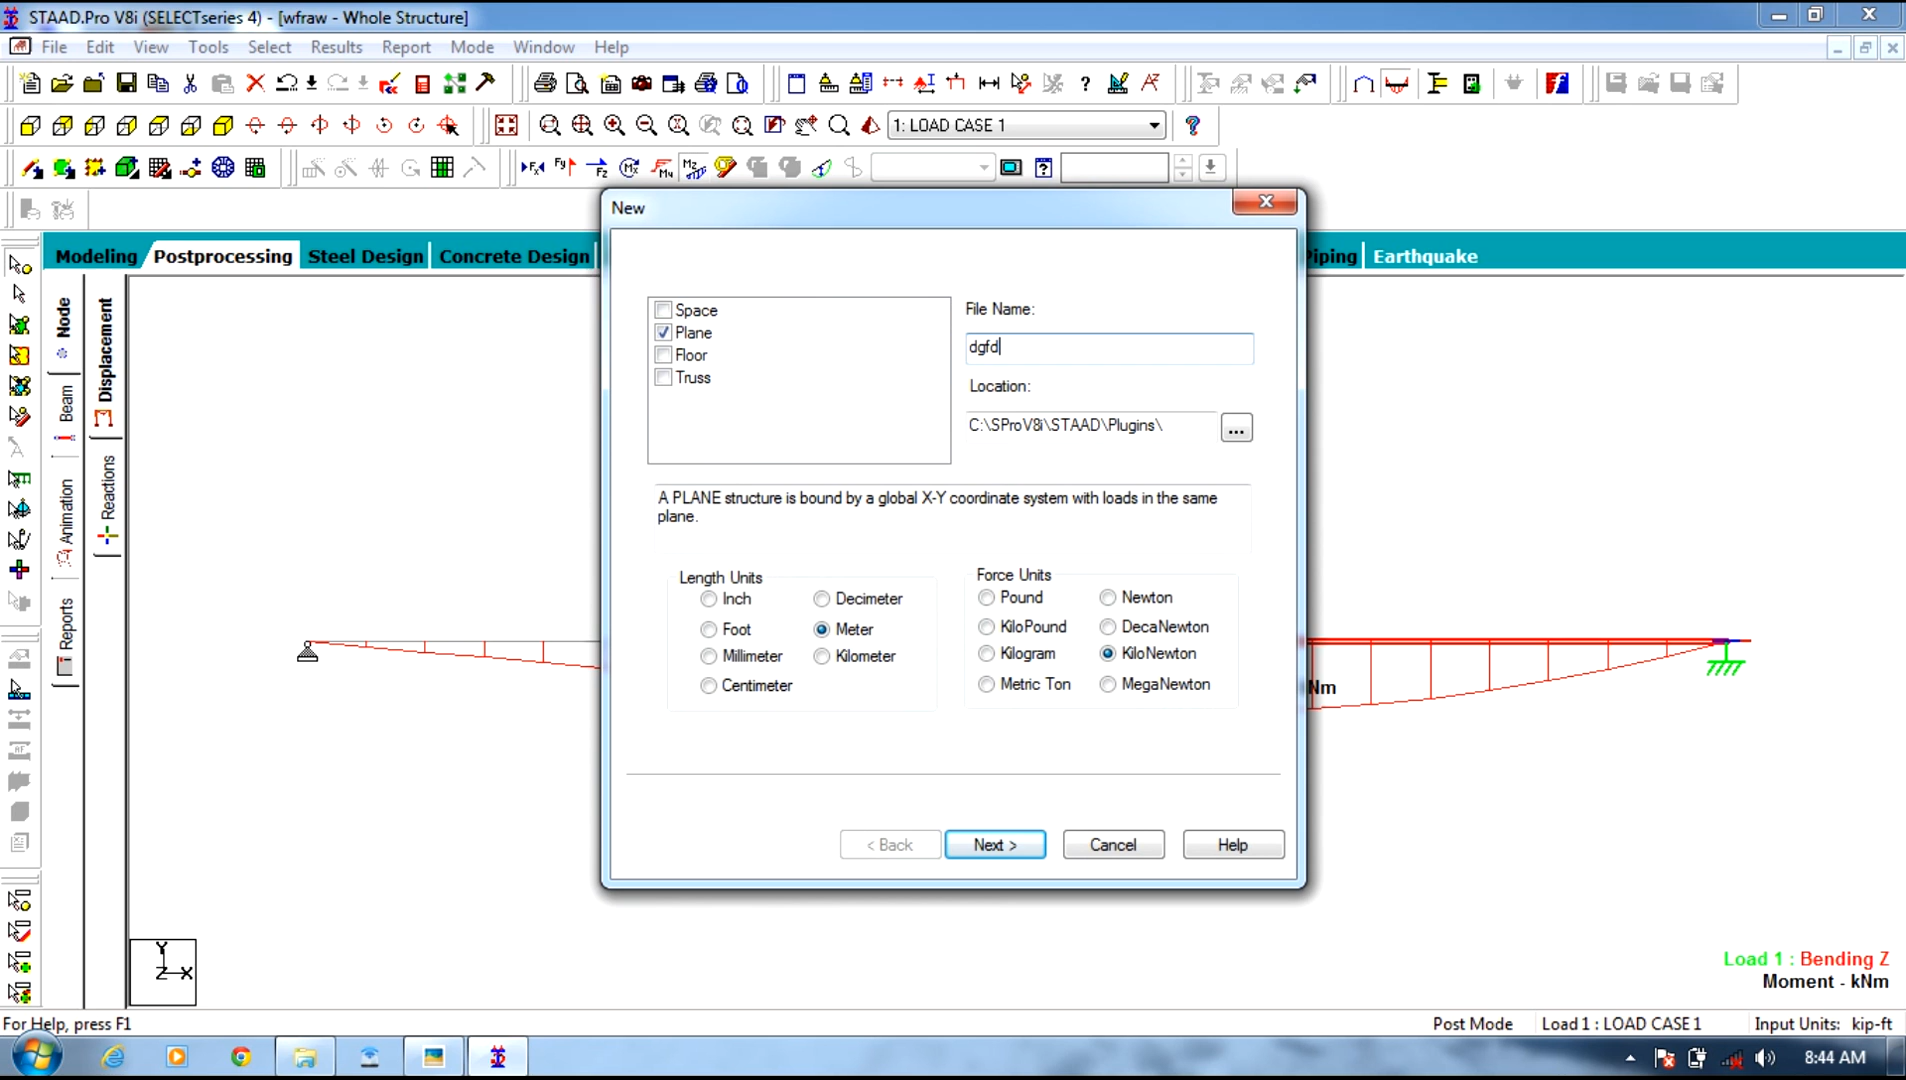 STAAD.Pro V8i (SELECTseries 4) - [wfraw - Whole Structure]
File Edit View Tools Select Results Report Mode Window Help
1: LOAD CASE 1
New
Modeling Postprocessing Steel Design Concrete Design Piping Earthquake
Node
Beam
Animation
Reports
Displacement
Reactions
Space
Plane
Floor
Truss
File Name:
dgfd
Location:
C:\SProV8i\STAAD\Plugins\
...
A PLANE structure is bound by a global X-Y coordinate system with loads in the same
plane.
Length Units
Inch Decimeter
Foot Meter
Millimeter Kilometer
Centimeter
Force Units
Pound Newton
KiloPound DecaNewton
Kilogram KiloNewton
Metric Ton MegaNewton
Nm
< Back Next > Cancel Help
Y
Z X
Load 1 : Bending Z
Moment - kNm
For Help, press F1
Post Mode Load 1 : LOAD CASE 1 Input Units: kip-ft
8:44 AM